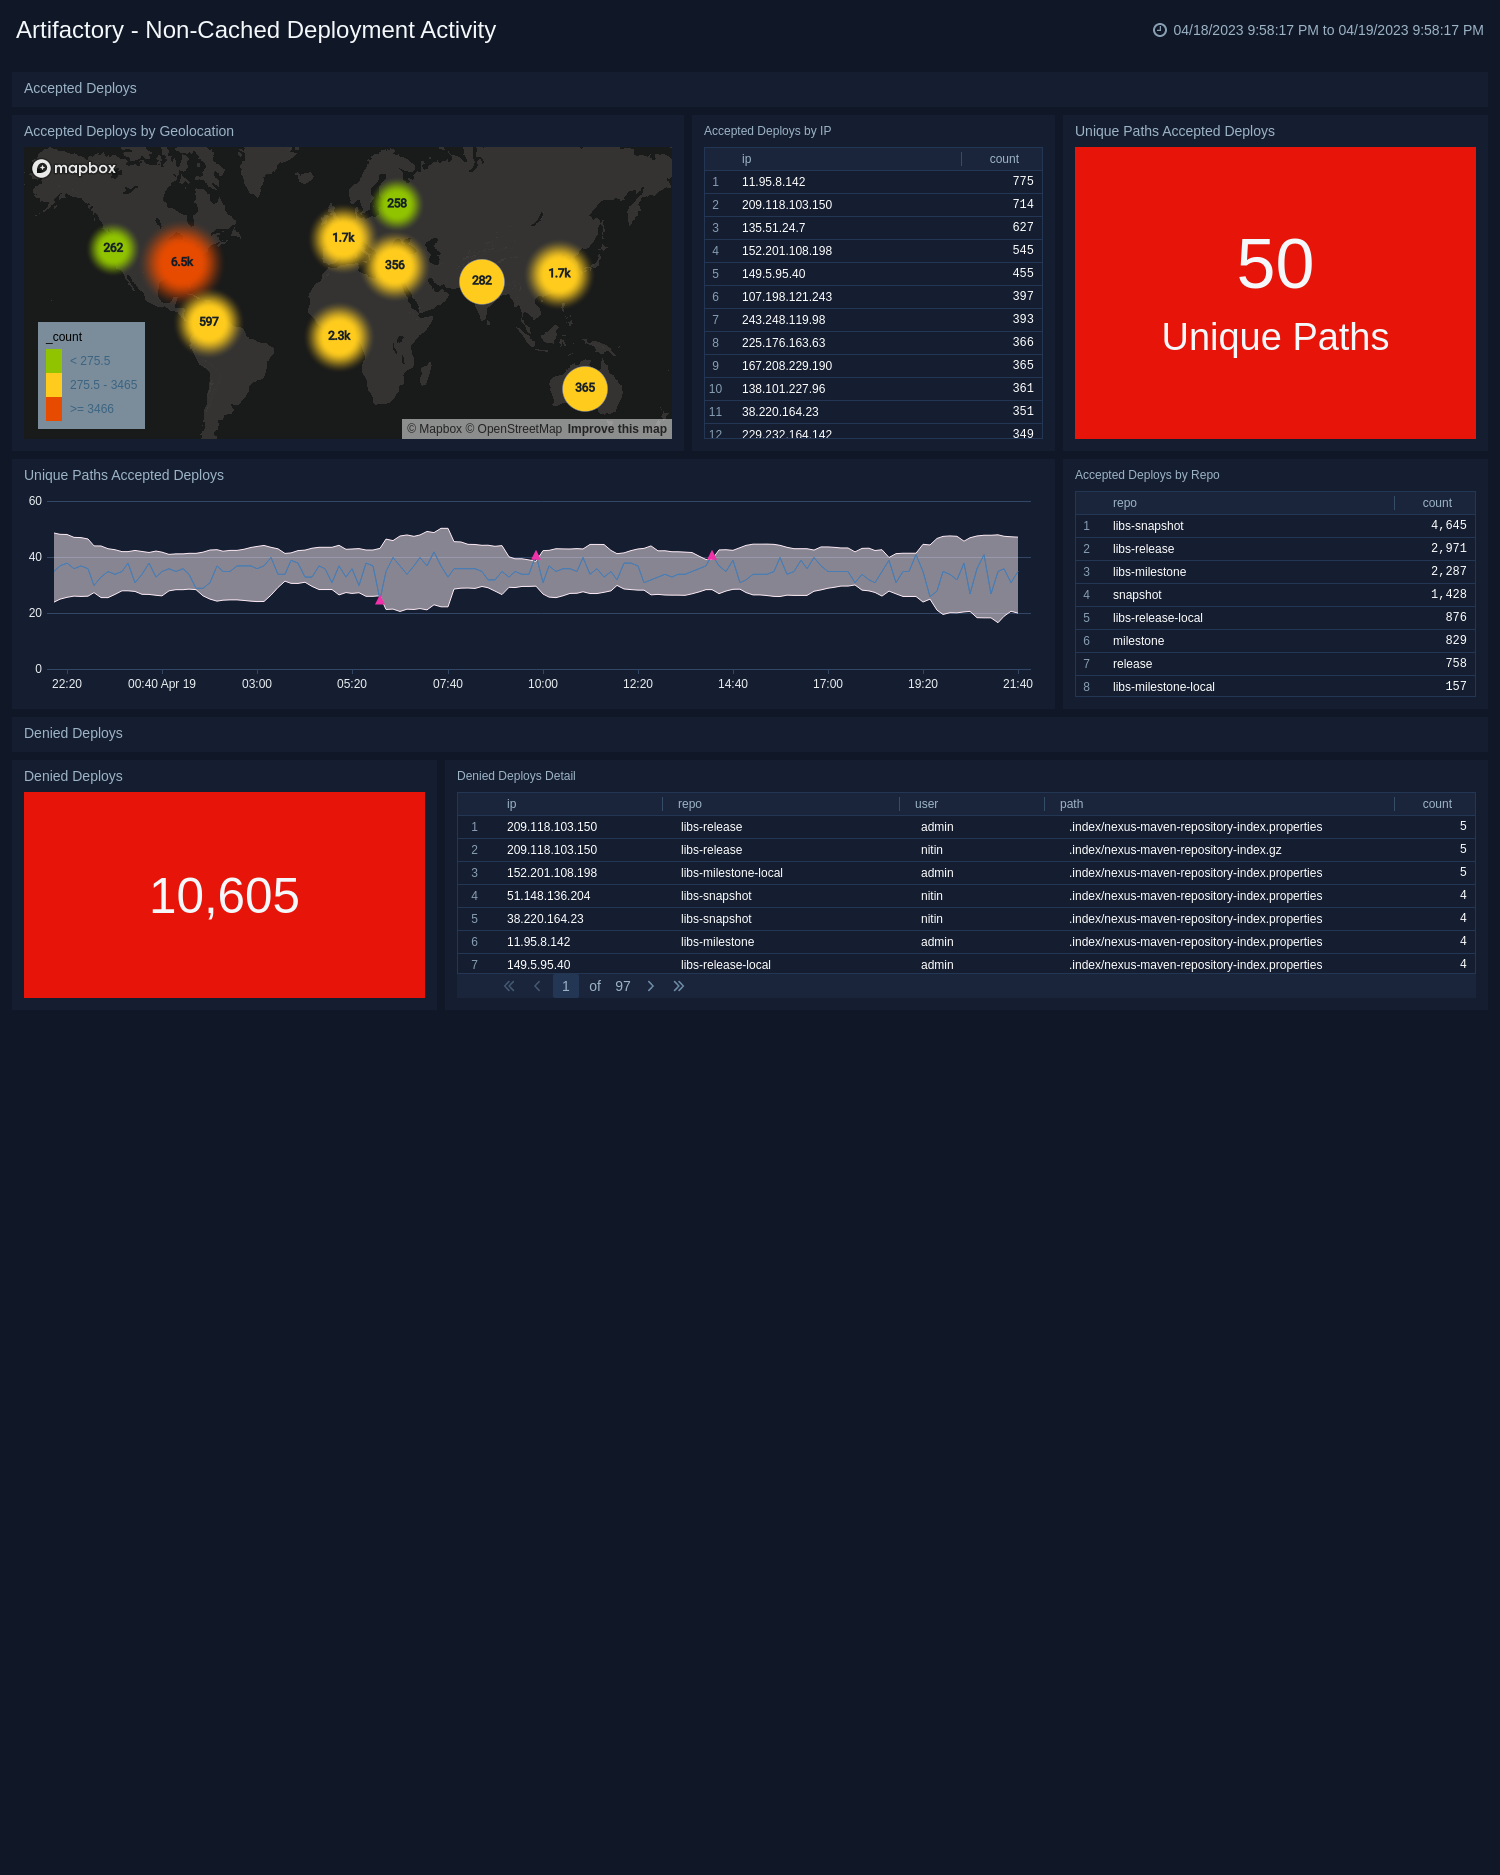 Artifactory - Non-Cached Deployment Activity
04/18/2023 9:58:17 PM to 04/19/2023 9:58:17 PM
Accepted Deploys
Accepted Deploys by Geolocation
mapbox
258
1.7k
262
6.5k
356
282
1.7k
597
2.3k
365
_count
< 275.5
275.5 - 3465
>= 3466
© Mapbox © OpenStreetMap Improve this map
Accepted Deploys by IP
ip count
1 11.95.8.142 775
2 209.118.103.150 714
3 135.51.24.7 627
4 152.201.108.198 545
5 149.5.95.40 455
6 107.198.121.243 397
7 243.248.119.98 393
8 225.176.163.63 366
9 167.208.229.190 365
10 138.101.227.96 361
11 38.220.164.23 351
12 229.232.164.142 349
Unique Paths Accepted Deploys
50
Unique Paths
Unique Paths Accepted Deploys
60
40
20
0
22:20 00:40 Apr 19 03:00 05:20 07:40 10:00 12:20 14:40 17:00 19:20 21:40
Accepted Deploys by Repo
repo count
1 libs-snapshot 4,645
2 libs-release 2,971
3 libs-milestone 2,287
4 snapshot 1,428
5 libs-release-local 876
6 milestone 829
7 release 758
8 libs-milestone-local 157
Denied Deploys
Denied Deploys
10,605
Denied Deploys Detail
ip repo user path count
1 209.118.103.150 libs-release admin .index/nexus-maven-repository-index.properties 5
2 209.118.103.150 libs-release nitin .index/nexus-maven-repository-index.gz 5
3 152.201.108.198 libs-milestone-local admin .index/nexus-maven-repository-index.properties 5
4 51.148.136.204 libs-snapshot nitin .index/nexus-maven-repository-index.properties 4
5 38.220.164.23 libs-snapshot nitin .index/nexus-maven-repository-index.properties 4
6 11.95.8.142 libs-milestone admin .index/nexus-maven-repository-index.properties 4
7 149.5.95.40 libs-release-local admin .index/nexus-maven-repository-index.properties 4
1 of 97